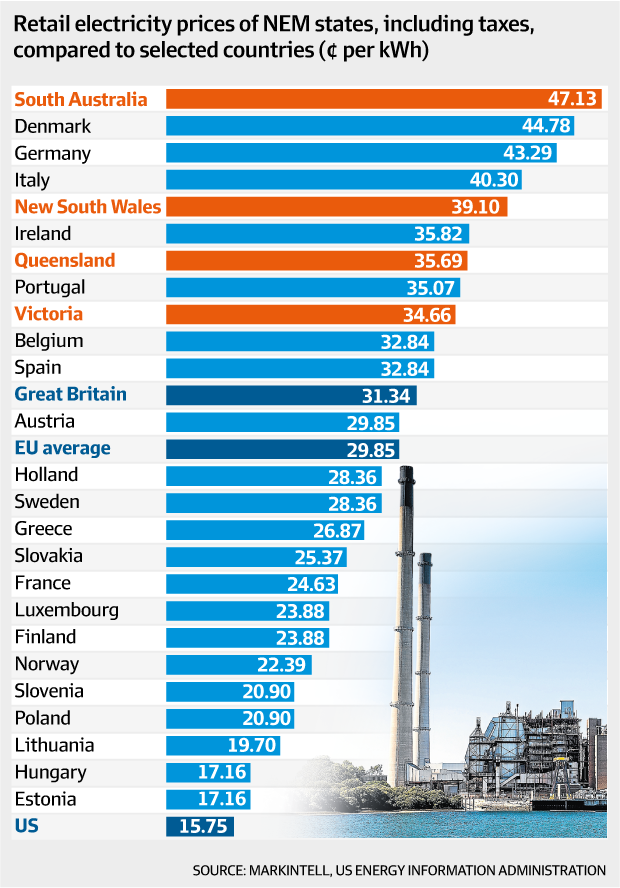 Retail electricity prices of NEM states, including taxes,
compared to selected countries (¢ per kWh)
South Australia 47.13
Denmark 44.78
Germany 43.29
Italy 40.30
New South Wales 39.10
Ireland 35.82
Queensland 35.69
Portugal 35.07
Victoria 34.66
Belgium 32.84
Spain 32.84
Great Britain 31.34
Austria 29.85
EU average 29.85
Holland 28.36
Sweden 28.36
Greece 26.87
Slovakia 25.37
France 24.63
Luxembourg 23.88
Finland 23.88
Norway 22.39
Slovenia 20.90
Poland 20.90
Lithuania 19.70
Hungary 17.16
Estonia 17.16
US 15.75
SOURCE: MARKINTELL, US ENERGY INFORMATION ADMINISTRATION